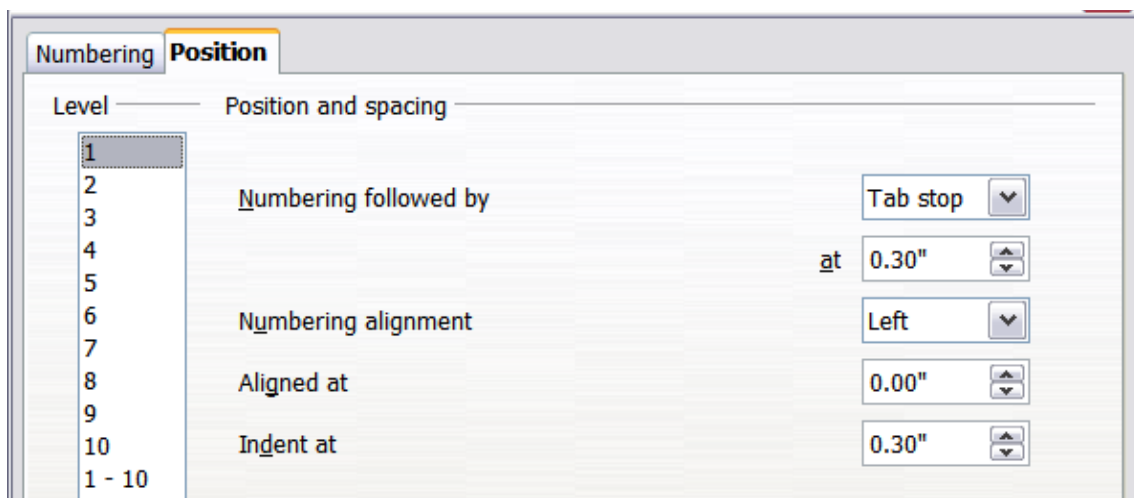 Numbering Position
Level Position and spacing
1
2
Numbering followed by Tab stop
3
4
at 0.30"
5
6
Numbering alignment Left
7
8
Aligned at 0.00"
9
10
Indent at 0.30"
1 - 10